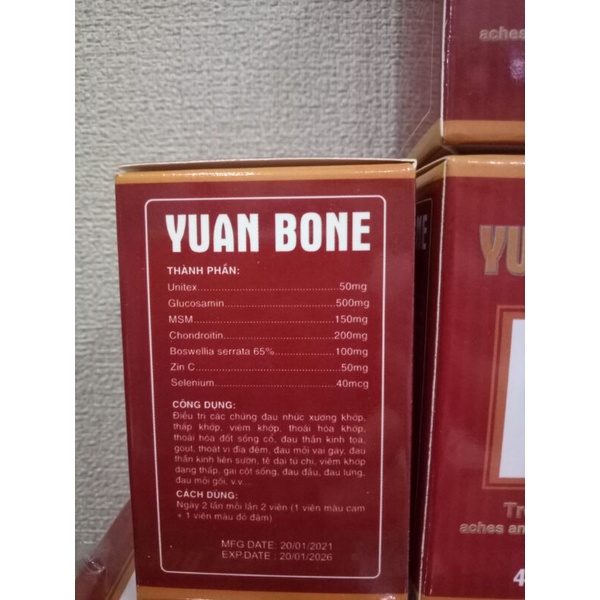 YUAN BONE
THÀNH PHẦN:
Unitex........................................50mg
Glucosamin...............................500mg
MSM.........................................150mg
Chondroitin...............................200mg
Boswellia serrata 65%................100mg
Zin C..........................................50mg
Selenium...................................40mcg
CÔNG DỤNG:
Điều trị các chứng đau nhức xương khớp,
thấp khớp, viêm khớp, thoái hóa khớp,
thoái hóa đốt sống cổ, đau thần kinh toạ,
gout, thoát vị đĩa đệm, đau mỏi vai gáy, đau
thần kinh liên sườn, tê dại tứ chi, viêm khớp
dạng thấp, gai cột sống, đau đầu, đau lưng,
đau mỏi gối, v.v....
CÁCH DÙNG:
Ngày 2 lần mỗi lần 2 viên (1 viên màu cam
+ 1 viên màu đỏ đậm)
MFG DATE: 20/01/2021
EXP.DATE : 20/01/2026
aches
NE
YU
Tr
aches an
4